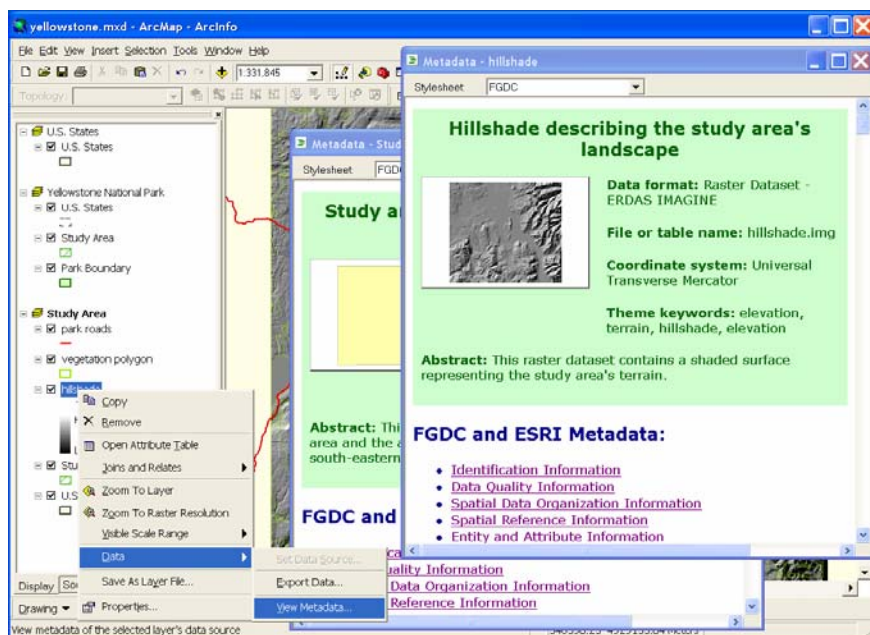 yellowstone.mxd - ArcMap - ArcInfo
File Edit View Insert Selection Tools Window Help
1:331,845
Topology:
U.S. States
U.S. States
Yellowstone National Park
U.S. States
Study Area
Park Boundary
Study Area
park roads
vegetation polygon
hillshade
Stu
U.S
Display
Drawing
View metadata of the selected layer's data source
Copy
Remove
Open Attribute Table
Joins and Relates
Zoom To Layer
Zoom To Raster Resolution
Visible Scale Range
Data
Save As Layer File...
Properties...
Set Data Source...
Export Data...
View Metadata...
Metadata - Stud
Stylesheet
Study a
Abstract: Thi
area and the a
south-eastern
FGDC and
uality Information
Data Organization Information
Reference Information
Metadata - hillshade
Stylesheet FGDC
Hillshade describing the study area's
landscape
Data format: Raster Dataset -
ERDAS IMAGINE
File or table name: hillshade.img
Coordinate system: Universal
Transverse Mercator
Theme keywords: elevation,
terrain, hillshade, elevation
Abstract: This raster dataset contains a shaded surface
representing the study area's terrain.
FGDC and ESRI Metadata:
Identification Information
Data Quality Information
Spatial Data Organization Information
Spatial Reference Information
Entity and Attribute Information